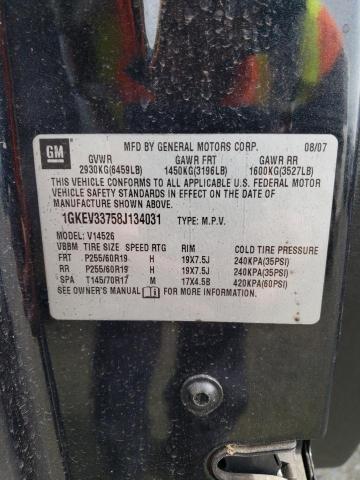 GM
MFD BY GENERAL MOTORS CORP. 08/07
GVWR GAWR FRT GAWR RR
2930KG(6459LB) 1450KG(3196LB) 1600KG(3527LB)
THIS VEHICLE CONFORMS TO ALL APPLICABLE U.S. FEDERAL MOTOR
VEHICLE SAFETY STANDARDS IN EFFECT ON THE DATE OF
MANUFACTURE SHOWN ABOVE.
1GKEV33758J134031 TYPE: M.P.V.
MODEL: V14526
VBBM TIRE SIZE SPEED RTG RIM COLD TIRE PRESSURE
FRT P255/60R19 H 19X7.5J 240KPA(35PSI)
RR P255/60R19 H 19X7.5J 240KPA(35PSI)
SPA T145/70R17 M 17X4.5B 420KPA(60PSI)
SEE OWNER'S MANUAL FOR MORE INFORMATION